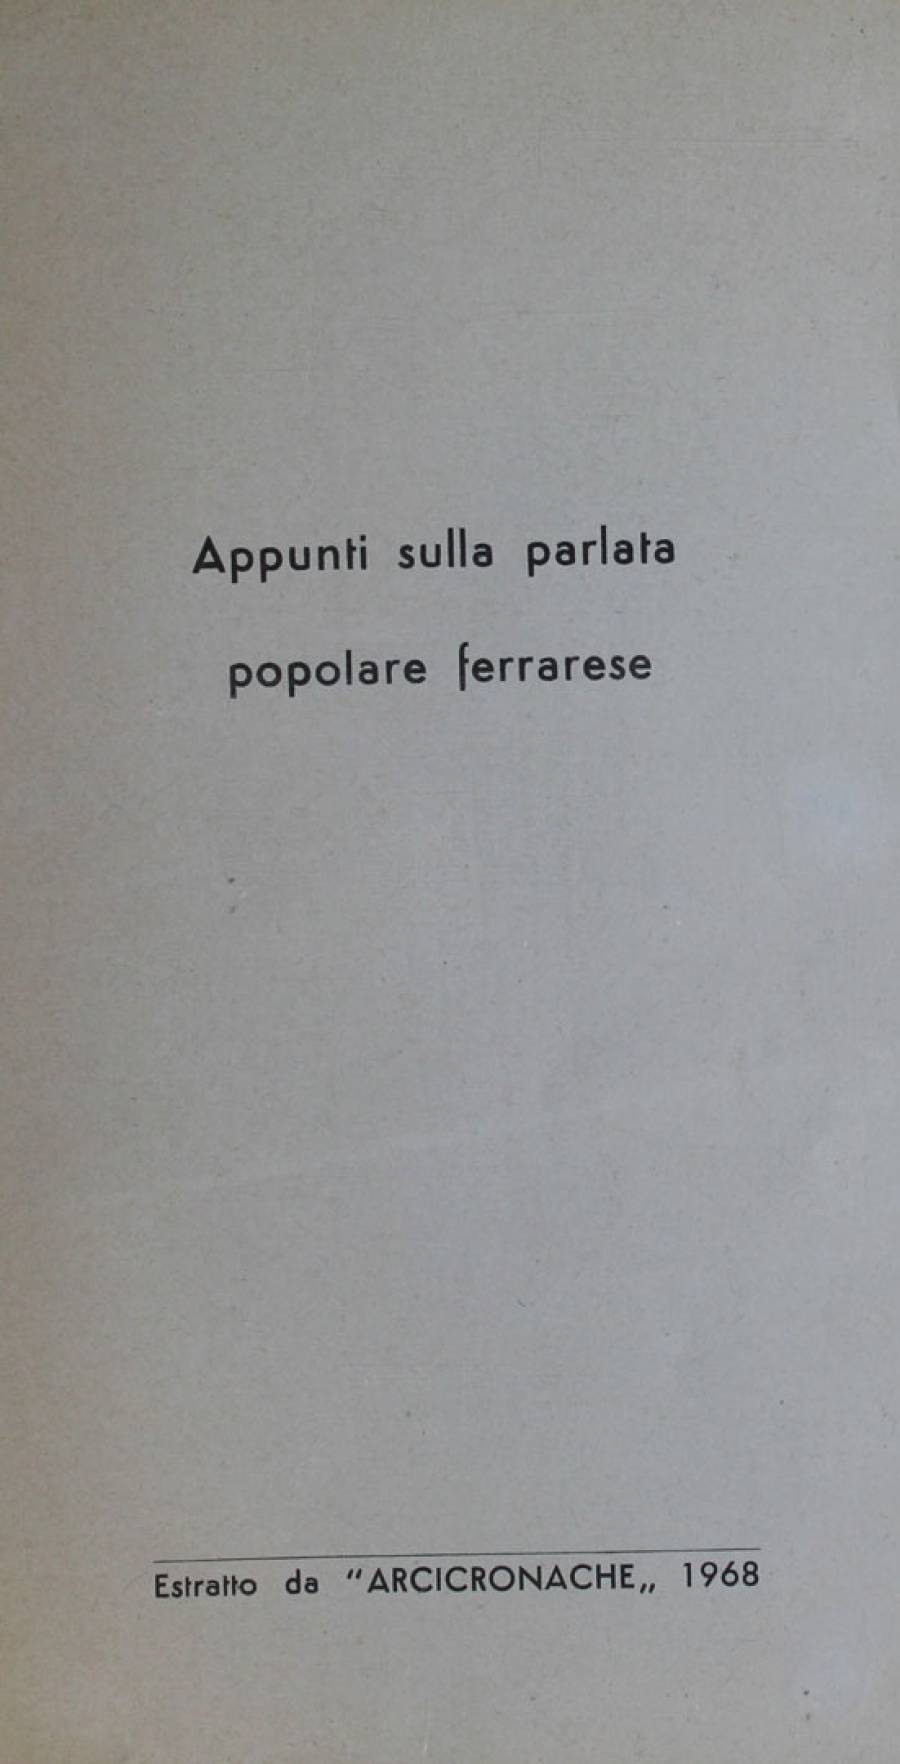 Appunti sulla parlata
popolare ferrarese
Estratto da "ARCICRONACHE„ 1968